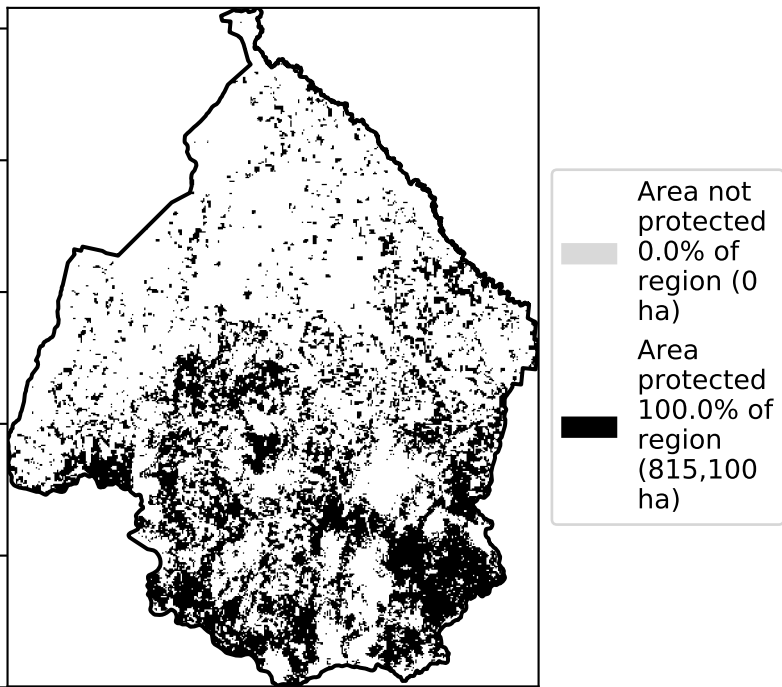 Area not
protected
0.0% of
region (0
ha)
Area
protected
100.0% of
region
(815,100
ha)